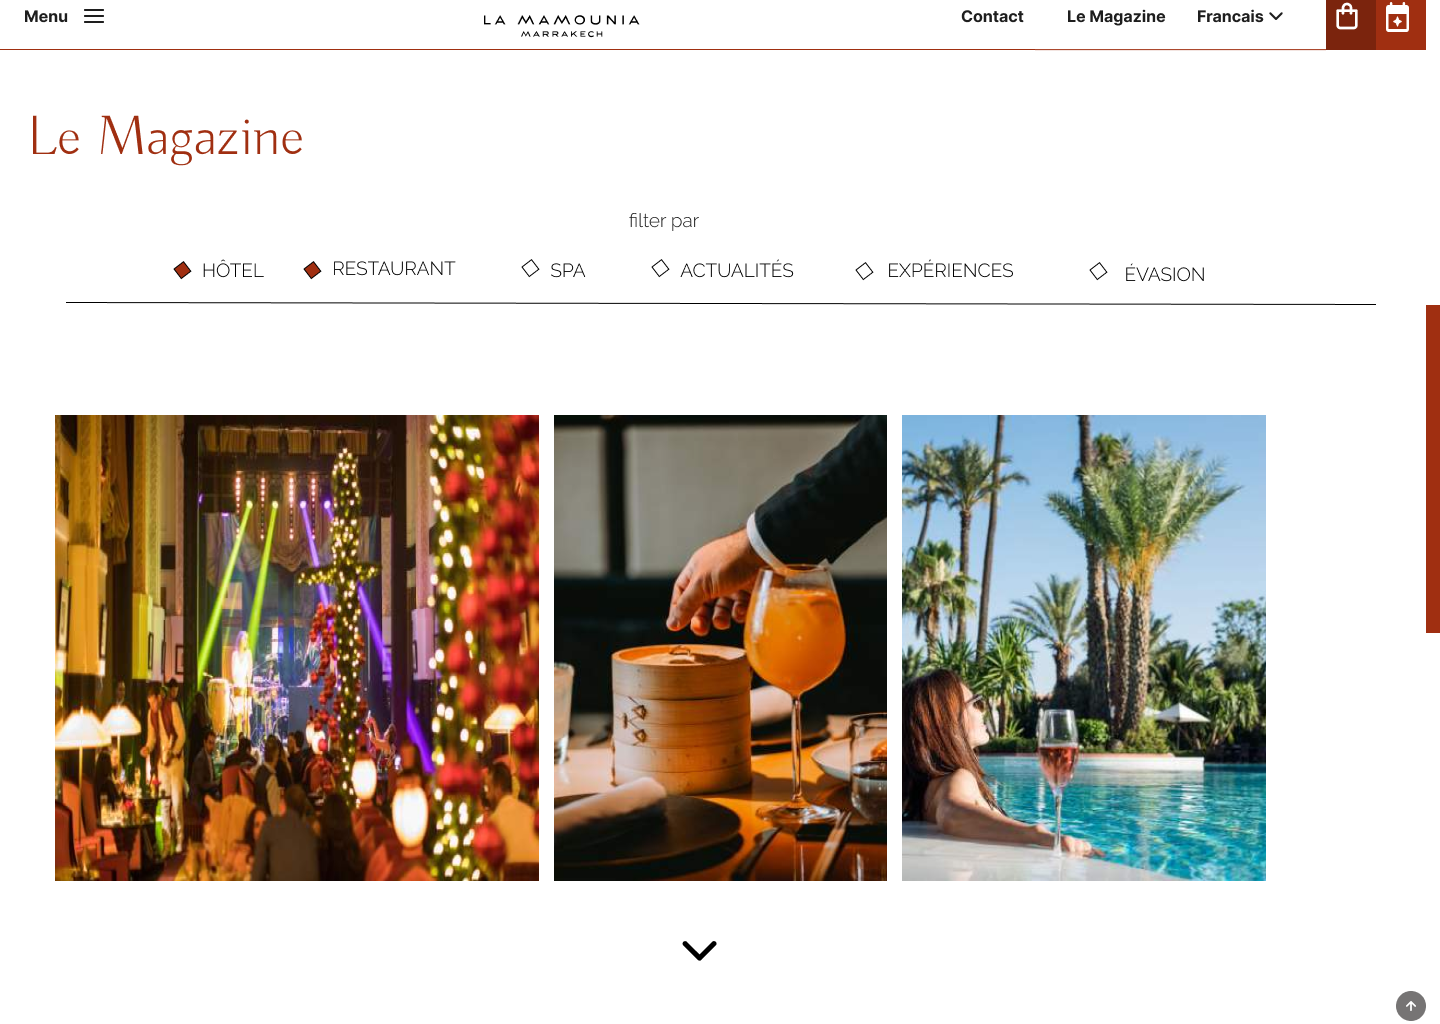 Menu
LA MAMOUNIA
MARRAKECH
Contact
Le Magazine
Francais
Le Magazine
filter par
HÔTEL
RESTAURANT
SPA
ACTUALITÉS
EXPÉRIENCES
ÉVASION